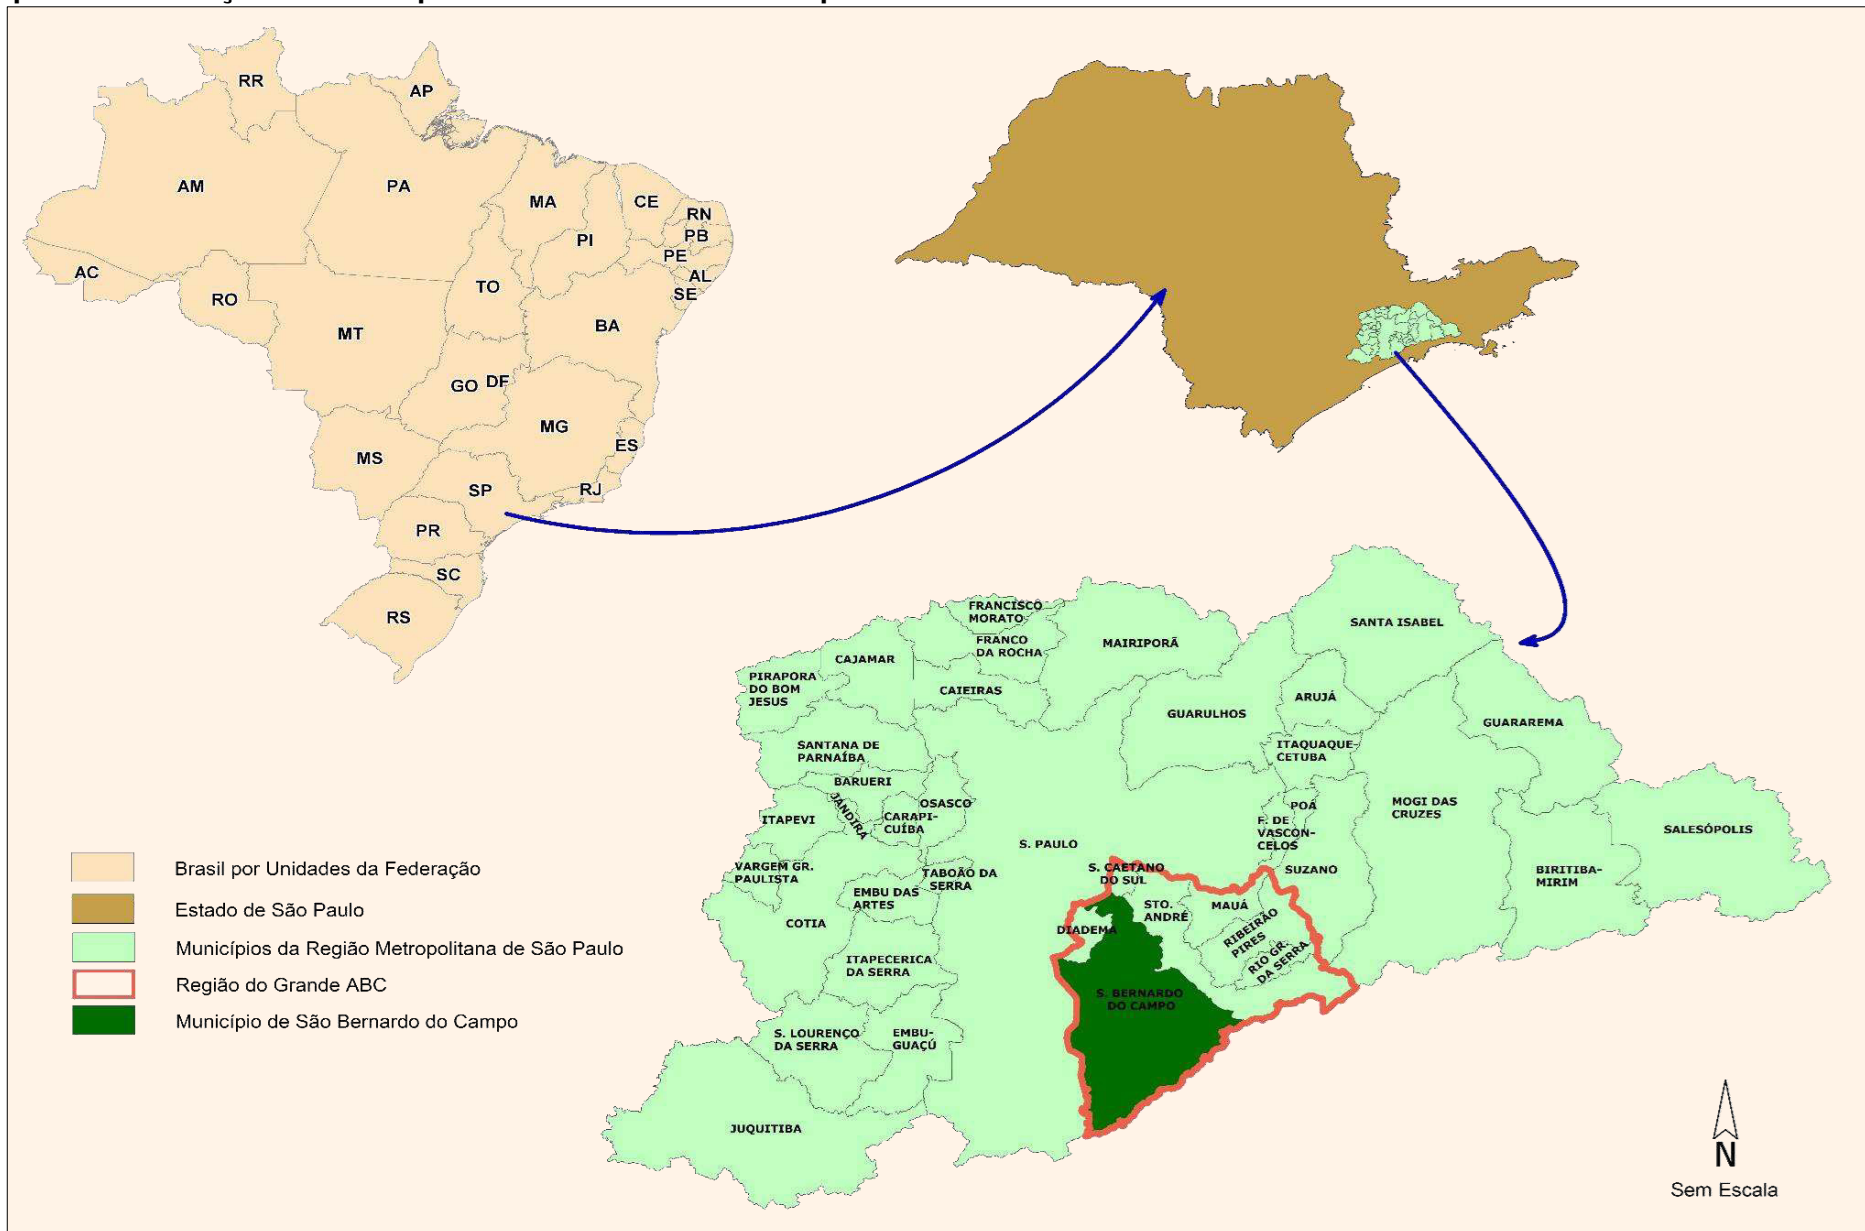 RR
AP
AM
PA
MA
CE
RN
PB
PI
PE
AL
SE
AC
RO
TO
MT
BA
GO
DF
MG
ES
MS
SP
RJ
PR
SC
RS
FRANCISCO
MORATO
FRANCO
DA ROCHA
MAIRIPORÃ
SANTA ISABEL
CAJAMAR
PIRAPORA
DO BOM
JESUS
CAIEIRAS
ARUJÁ
GUARULHOS
GUARAREMA
SANTANA DE
PARNAÍBA
ITAQUAQUE-
CETUBA
BARUERI
JANDIRA
OSASCO
CARAPI-
CUÍBA
ITAPEVI
POÁ
F. DE
VASCON-
CELOS
MOGI DAS
CRUZES
SALESÓPOLIS
S. PAULO
VARGEM GR.
PAULISTA
TABOÃO DA
SERRA
S. CAETANO
DO SUL
SUZANO
BIRITIBA-
MIRIM
EMBU DAS
ARTES
COTIA
STO.
ANDRÉ
MAUÁ
RIBEIRÃO
PIRES
RIO GR.
DA SERRA
DIADEMA
ITAPECERICA
DA SERRA
S. BERNARDO
DO CAMPO
S. LOURENÇO
DA SERRA
EMBU-
GUAÇÚ
JUQUITIBA
Brasil por Unidades da Federação
Estado de São Paulo
Municípios da Região Metropolitana de São Paulo
Região do Grande ABC
Município de São Bernardo do Campo
N
Sem Escala